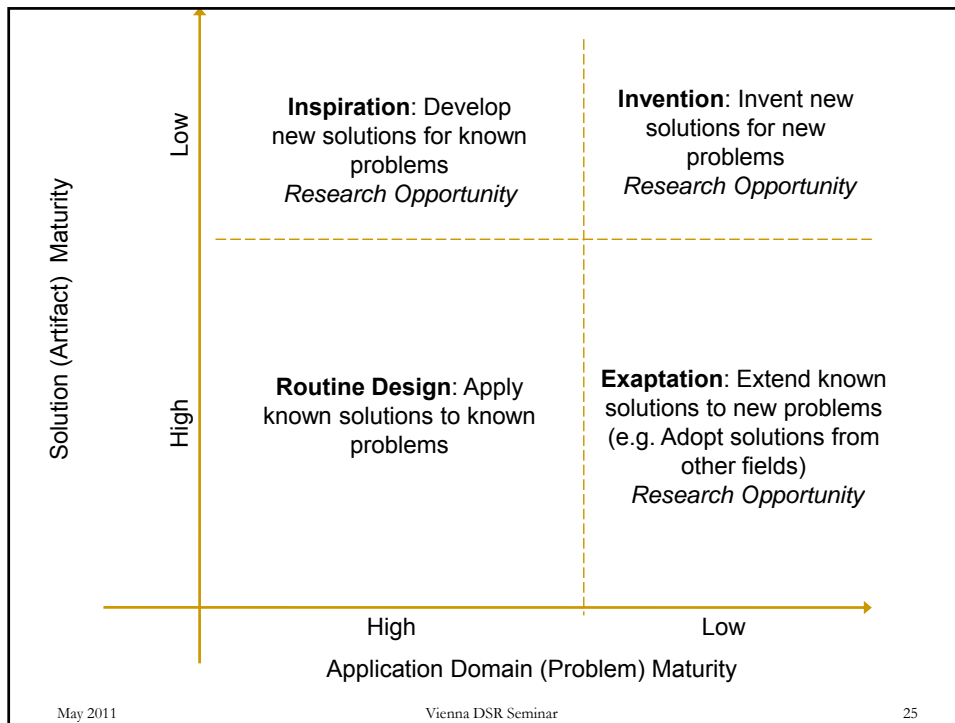 Solution (Artifact) Maturity
Low
High
Inspiration: Develop
new solutions for known
problems
Research Opportunity
Invention: Invent new
solutions for new
problems
Research Opportunity
Routine Design: Apply
known solutions to known
problems
Exaptation: Extend known
solutions to new problems
(e.g. Adopt solutions from
other fields)
Research Opportunity
High
Low
Application Domain (Problem) Maturity
May 2011
Vienna DSR Seminar
25